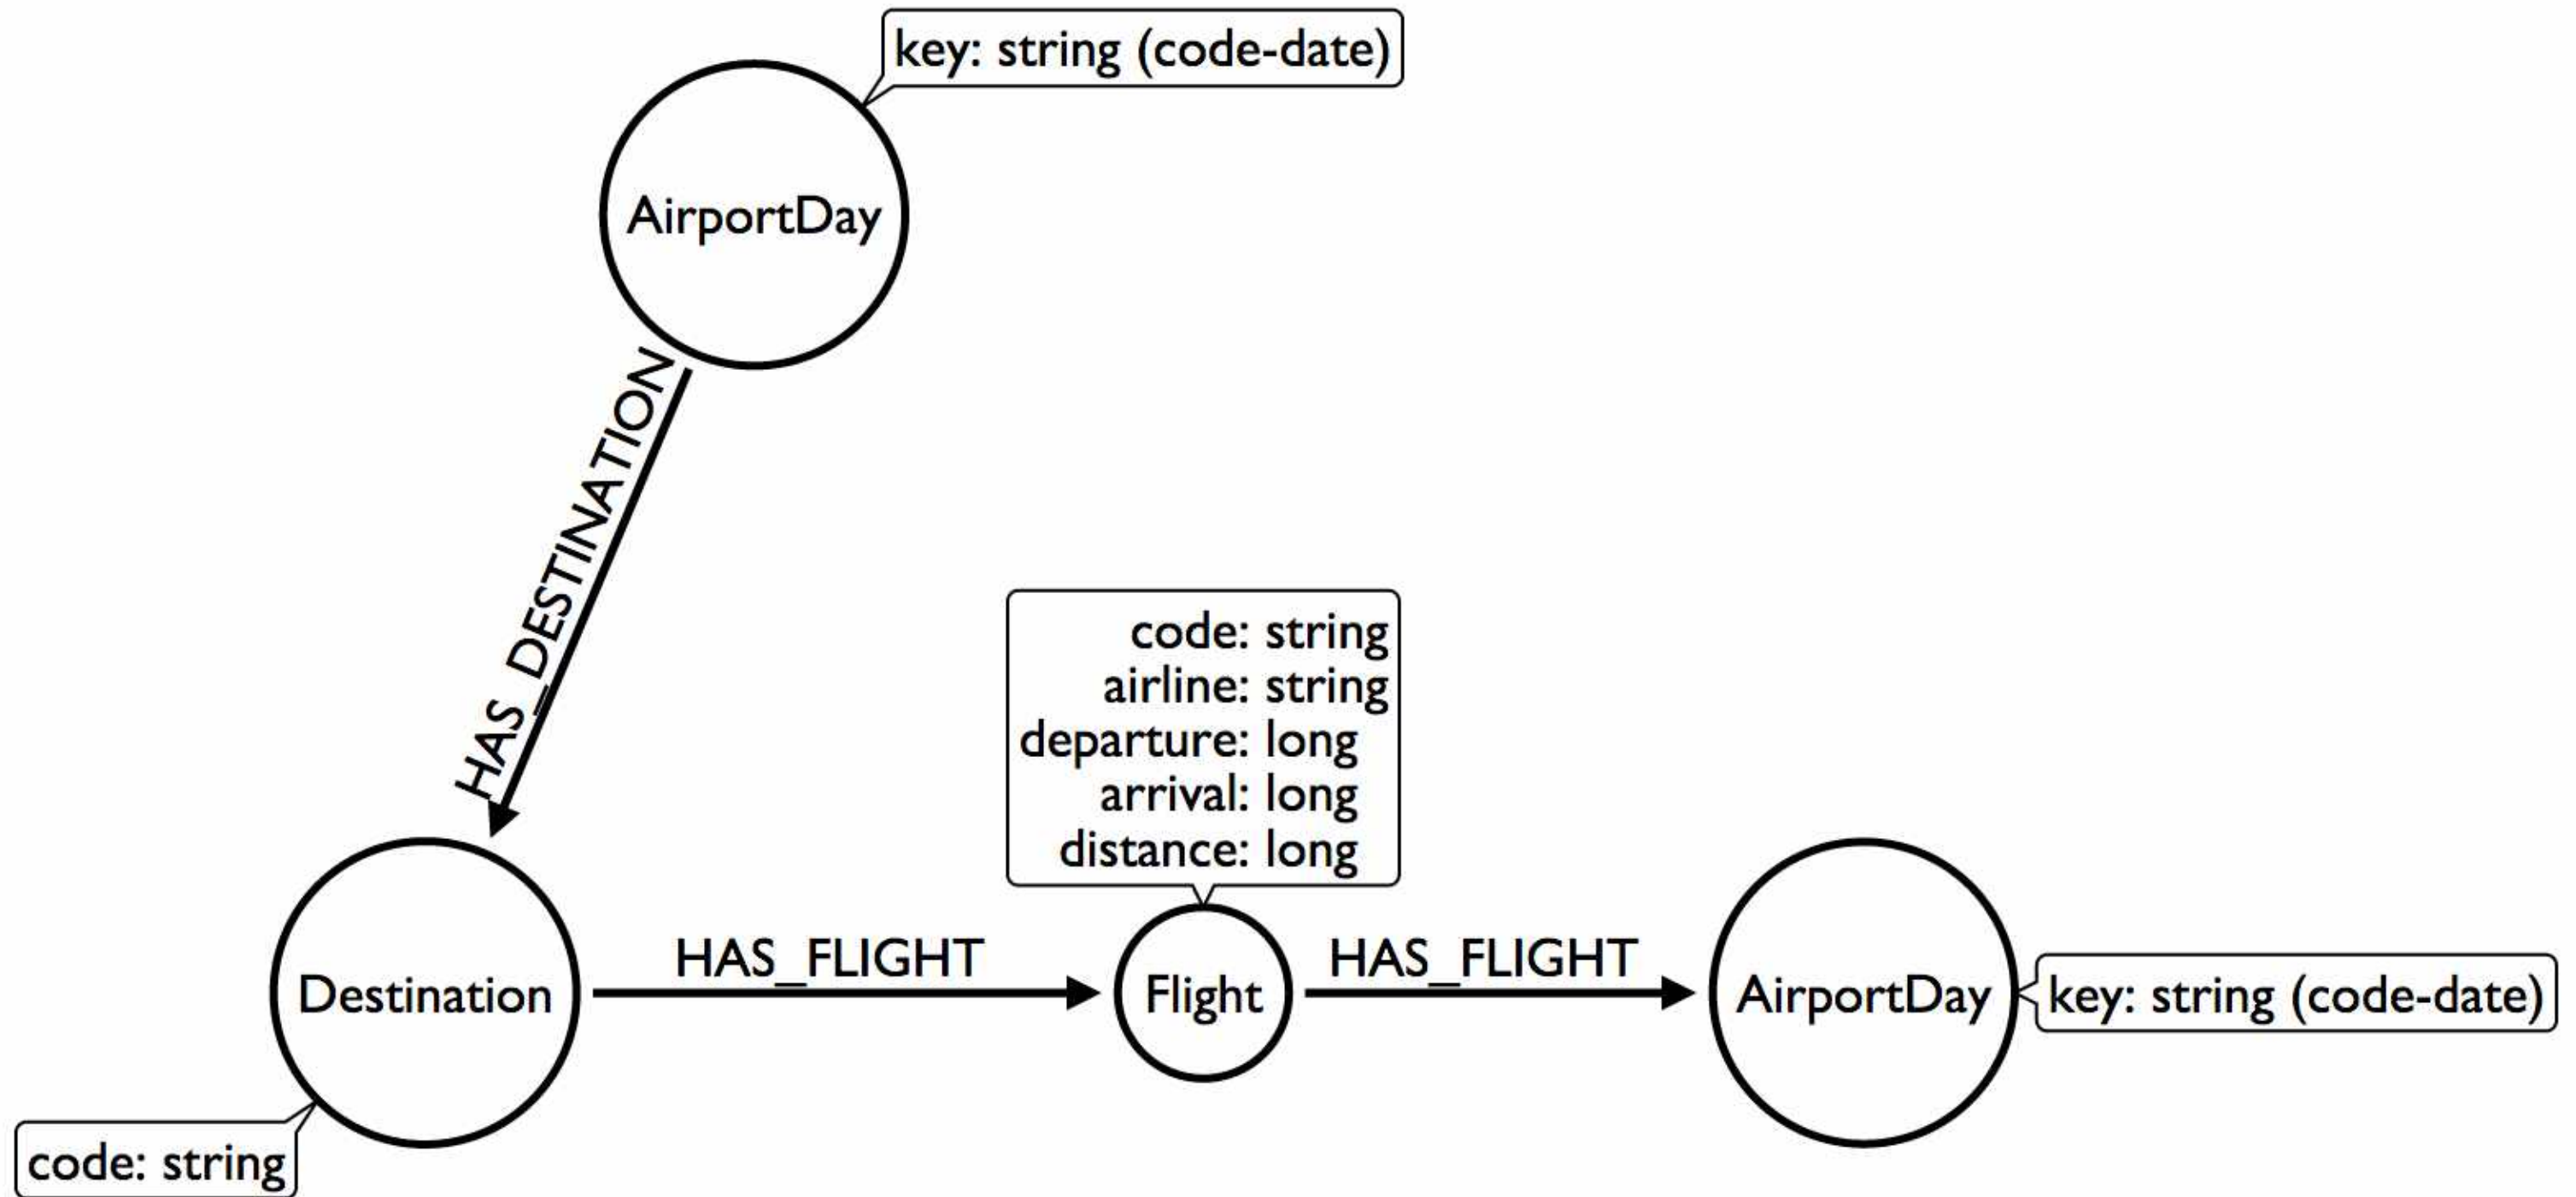 key: string (code-date)
AirportDay
HAS_DESTINATION
code: string
airline: string
departure: long
arrival: long
distance: long
HAS_FLIGHT
HAS_FLIGHT
Destination
Flight
AirportDay
key: string (code-date)
code: string